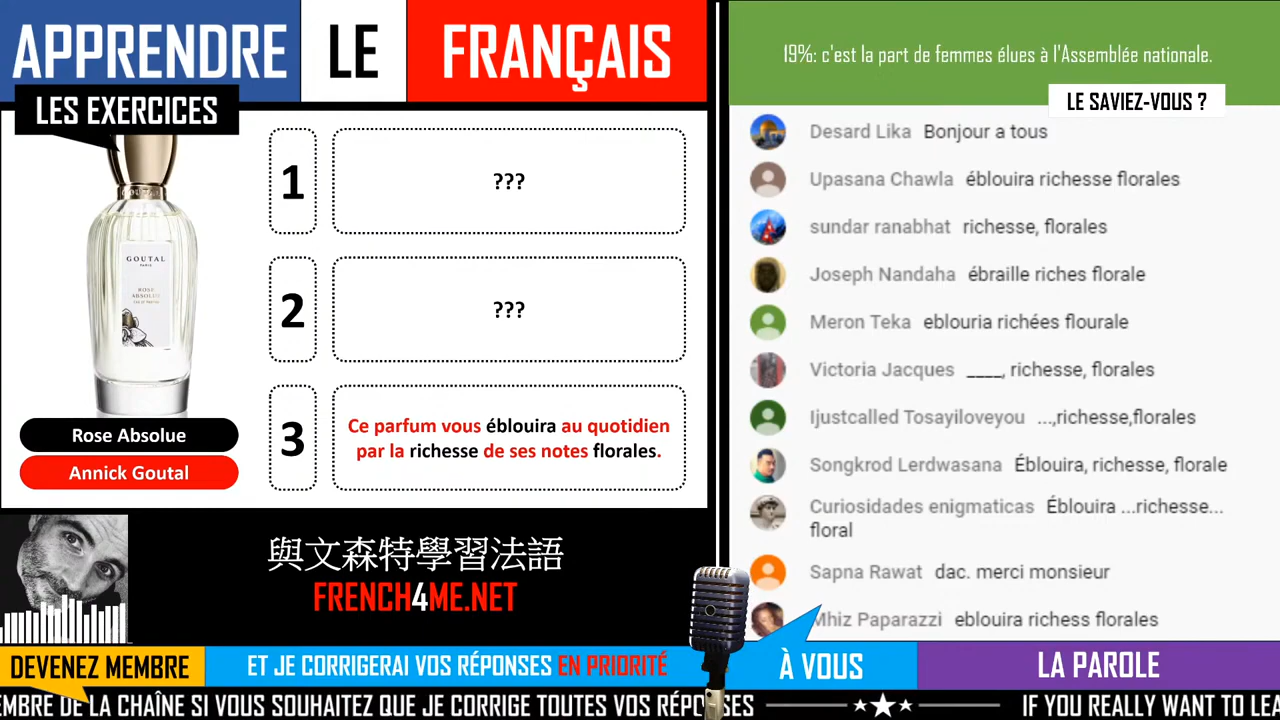 APPRENDRE LE FRANÇAIS
LES EXERCICES
GOUTAL
PARIS
ROSE
ABSOLUE
1
???
2
???
3
Ce parfum vous éblouira au quotidien
par la richesse de ses notes florales.
Rose Absolue
Annick Goutal
與文森特學習法語
FRENCH4ME.NET
19%: c'est la part de femmes élues à l'Assemblée nationale.
LE SAVIEZ-VOUS ?
Desard Lika Bonjour a tous
Upasana Chawla éblouira richesse florales
sundar ranabhat richesse, florales
Joseph Nandaha ébraille riches florale
Meron Teka eblouria richées flourale
Victoria Jacques ____, richesse, florales
Ijustcalled Tosayiloveyou ...,richesse,florales
Songkrod Lerdwasana Éblouira, richesse, florale
Curiosidades enigmaticas Éblouira ...richesse...
floral
Sapna Rawat dac. merci monsieur
Mhiz Paparazzi eblouira richess florales
DEVENEZ MEMBRE
ET JE CORRIGERAI VOS RÉPONSES EN PRIORITÉ
À VOUS
LA PAROLE
EMBRE DE LA CHAÎNE SI VOUS SOUHAITEZ QUE JE CORRIGE TOUTES VOS RÉPONSES
IF YOU REALLY WANT TO LEA